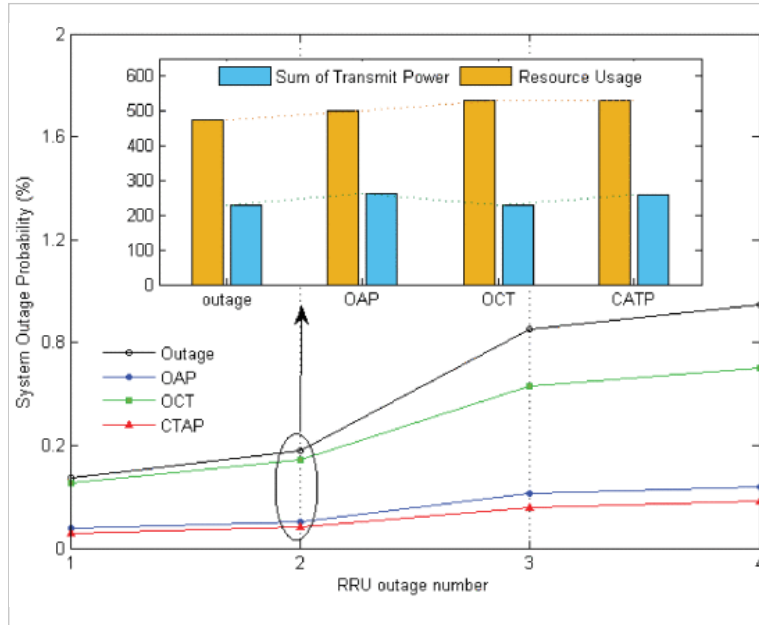 2
1.6
1.2
0.8
0.2
0
System Outage Probability (%)
600
500
400
300
200
100
0
Sum of Transmit Power
Resource Usage
outage OAP OCT CATP
Outage
OAP
OCT
CTAP
1 2 3
RRU outage number